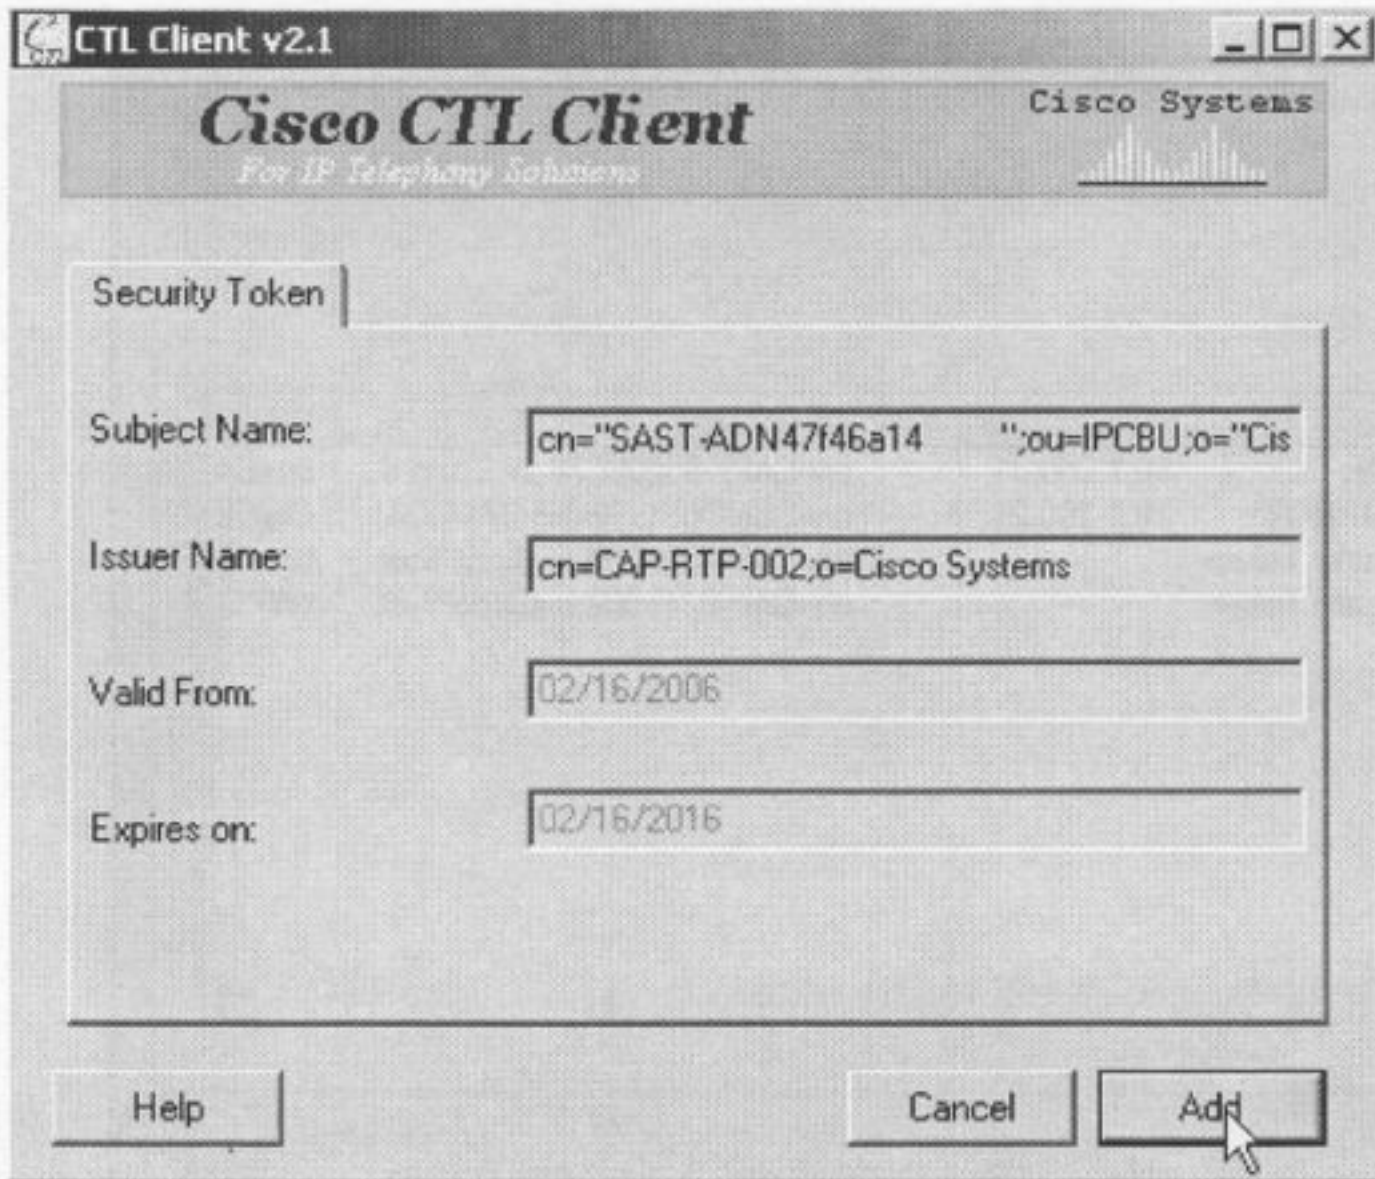 CTL Client v2.1
Cisco CTL Client
For IP Telephony Solutions
Cisco Systems
Security Token
Subject Name:
cn="SAST-ADN47f46a14        ";ou=IPCBU;o="Cis
Issuer Name:
cn=CAP-RTP-002;o=Cisco Systems
Valid From:
02/16/2006
Expires on:
02/16/2016
Help
Cancel
Add